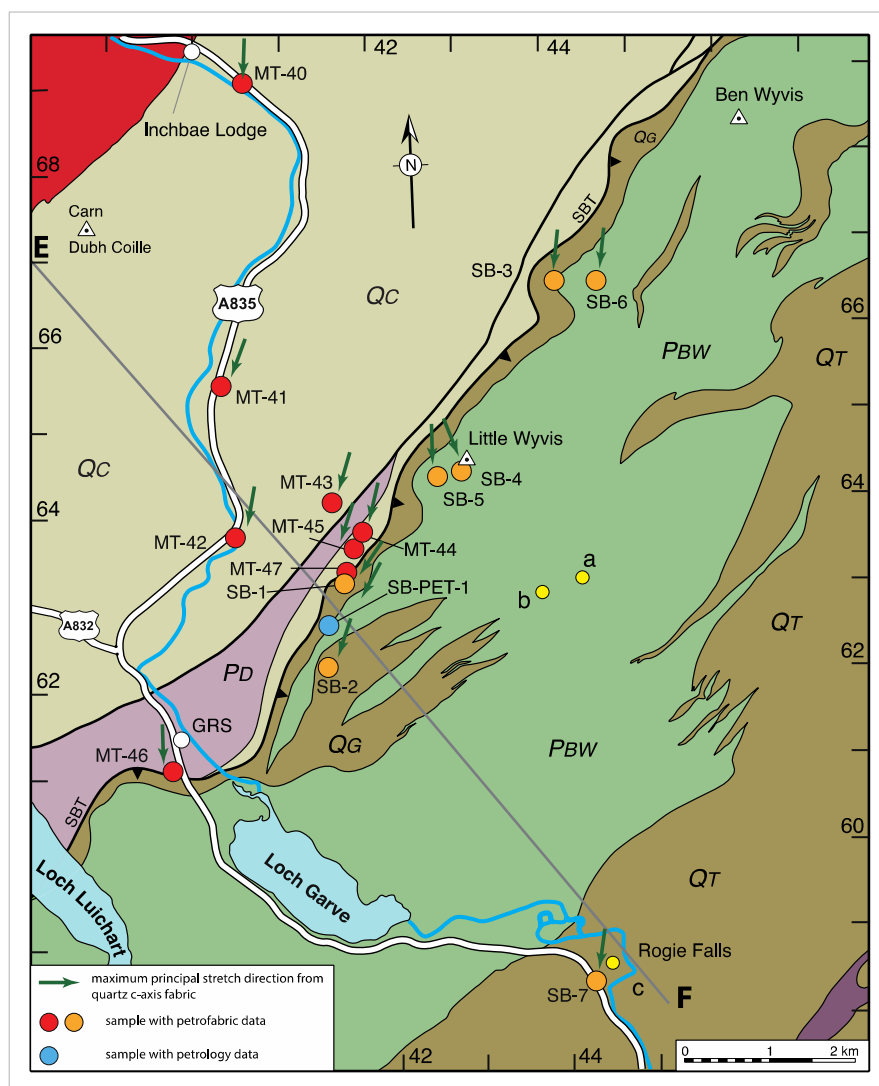 42
44
MT-40
Ben Wyvis
Inchbae Lodge
QG
68
N
SBT
Carn
Dubh Coille
E
SB-3
A835
QC
SB-6
66
66
PBW
QT
MT-41
Little Wyvis
QC
MT-43
SB-4
SB-5
64
64
MT-45
MT-42
MT-44
a
MT-47
b
SB-1
SB-PET-1
A832
QT
62
PD
62
SB-2
GRS
QG
PBW
MT-46
SBT
60
Loch Garve
QT
Loch Luichart
Rogie Falls
maximum principal stretch direction from
quartz c-axis fabric
SB-7
c
F
sample with petrofabric data
sample with petrology data
42
44
0 1 2 km